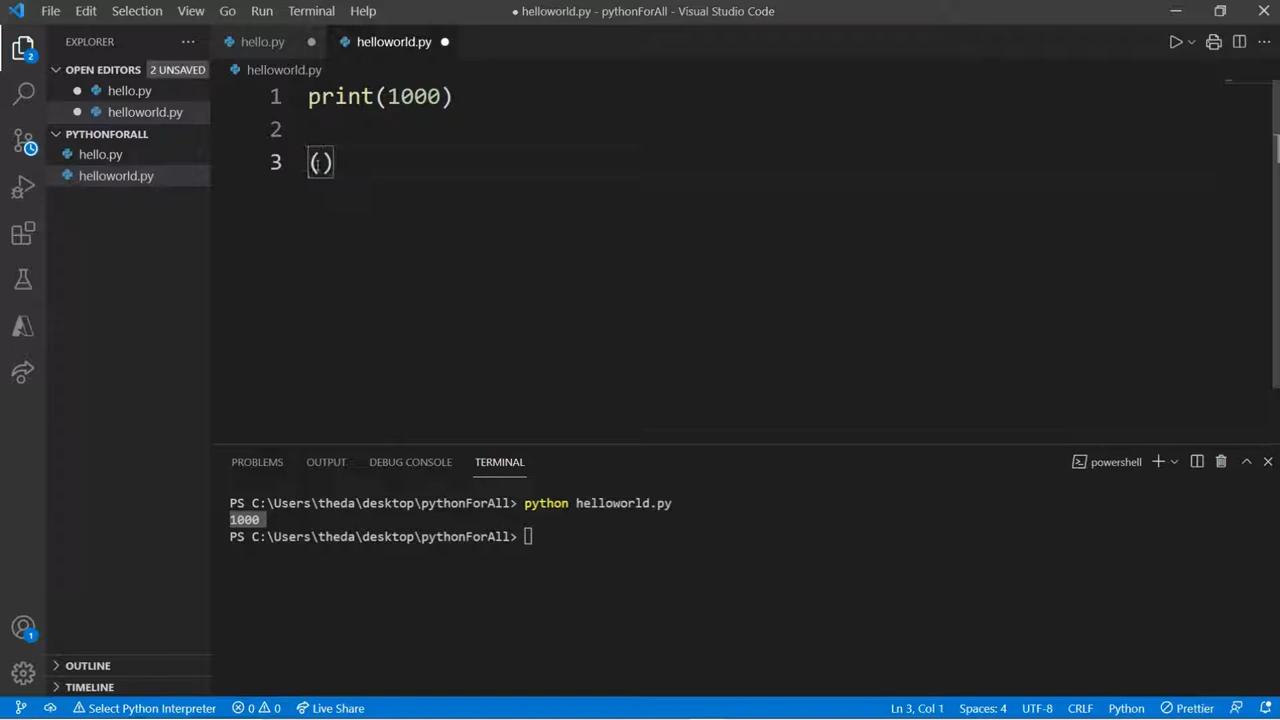 File Edit Selection View Go Run Terminal Help
● helloworld.py - pythonForAll - Visual Studio Code
EXPLORER ···
hello.py ●
helloworld.py ●
OPEN EDITORS 2 UNSAVED
● hello.py
● helloworld.py
PYTHONFORALL
hello.py
helloworld.py
2
helloworld.py
1 print(1000)
2
3 ()
PROBLEMS OUTPUT DEBUG CONSOLE TERMINAL
powershell
PS C:\Users\theda\desktop\pythonForAll> python helloworld.py
1000
PS C:\Users\theda\desktop\pythonForAll>
1
OUTLINE
TIMELINE
Select Python Interpreter 0 0 Live Share
Ln 3, Col 1 Spaces: 4 UTF-8 CRLF Python Prettier